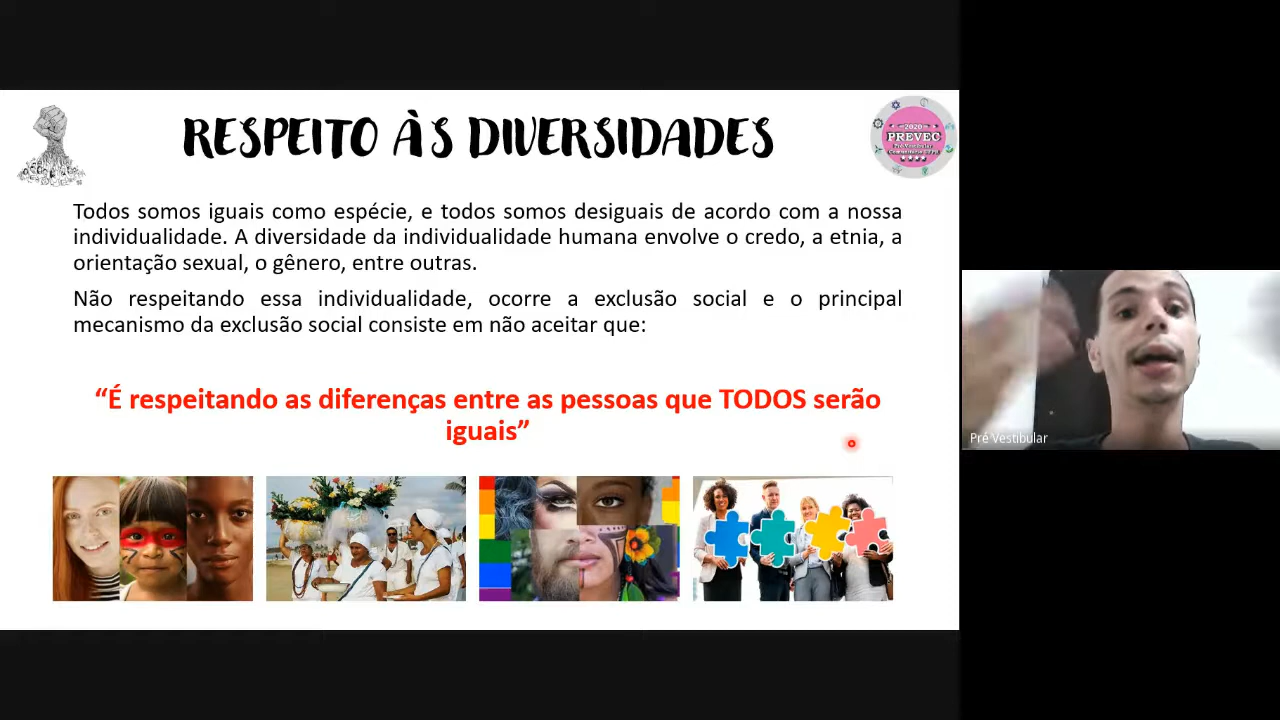 RESPEITO ÀS DIVERSIDADES
2020
PREVEC
Todos somos iguais como espécie, e todos somos desiguais de acordo com a nossa
individualidade. A diversidade da individualidade humana envolve o credo, a etnia, a
orientação sexual, o gênero, entre outras.
Não respeitando essa individualidade, ocorre a exclusão social e o principal
mecanismo da exclusão social consiste em não aceitar que:
“É respeitando as diferenças entre as pessoas que TODOS serão
iguais”
Pré Vestibular